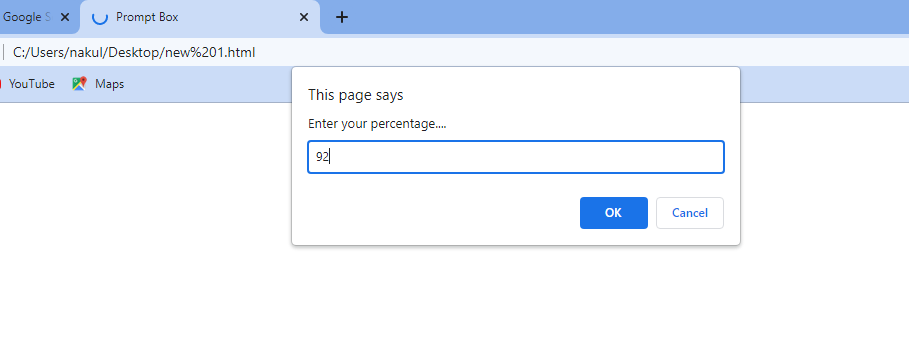 Google S
Prompt Box
C:/Users/nakul/Desktop/new%201.html
YouTube
Maps
This page says
Enter your percentage....
92
OK
Cancel